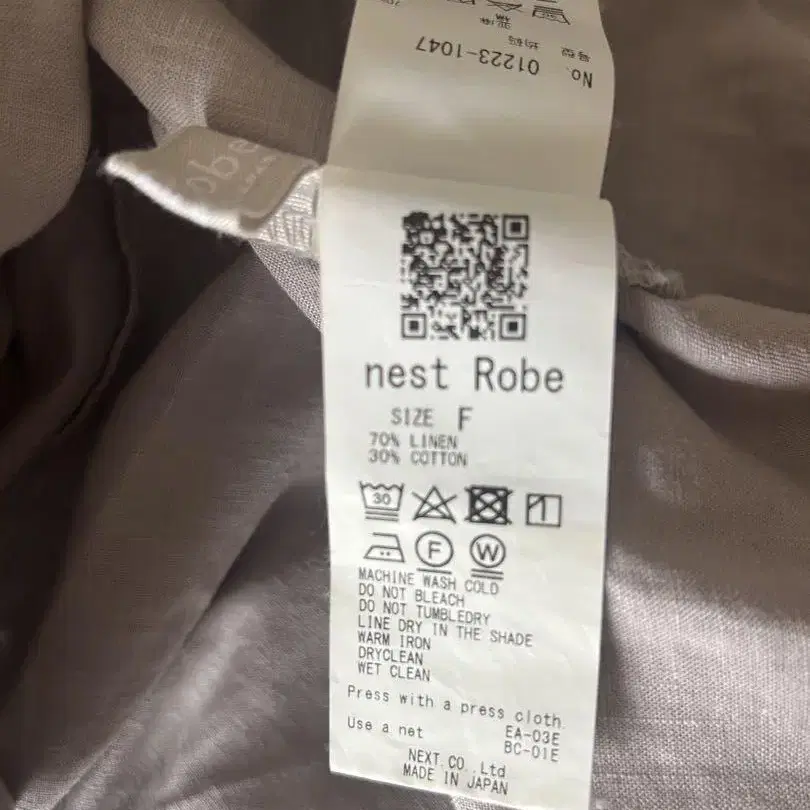 No. 01223-1047
nest Robe
SIZE F
70% LINEN
30% COTTON
30
F
W
MACHINE WASH COLD
DO NOT BLEACH
DO NOT TUMBLEDRY
LINE DRY IN THE SHADE
WARM IRON
DRYCLEAN
WET CLEAN
Press with a press cloth
Use a net
EA-03E
BC-01E
NEXT.CO.,Ltd
MADE IN JAPAN